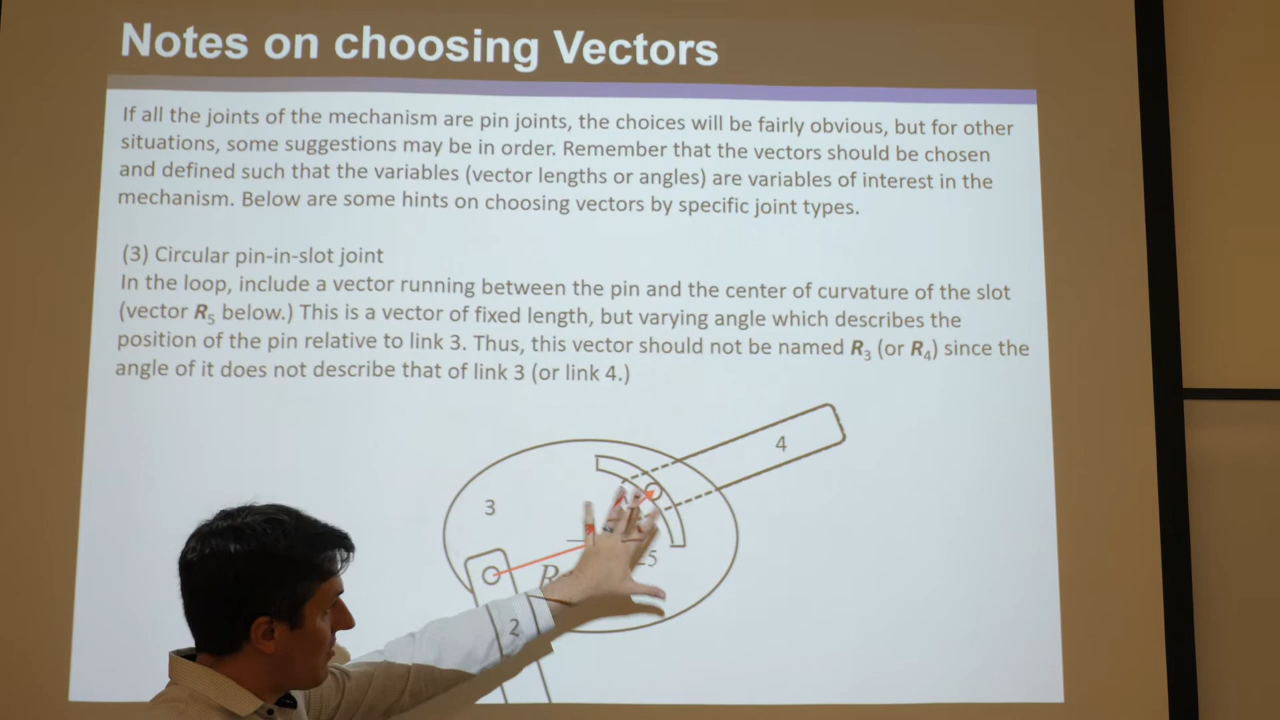 Notes on choosing Vectors
If all the joints of the mechanism are pin joints, the choices will be fairly obvious, but for other
situations, some suggestions may be in order. Remember that the vectors should be chosen
and defined such that the variables (vector lengths or angles) are variables of interest in the
mechanism. Below are some hints on choosing vectors by specific joint types.
(3) Circular pin-in-slot joint
In the loop, include a vector running between the pin and the center of curvature of the slot
(vector R5 below.) This is a vector of fixed length, but varying angle which describes the
position of the pin relative to link 3. Thus, this vector should not be named R3 (or R4) since the
angle of it does not describe that of link 3 (or link 4.)
4
3
5
R
2